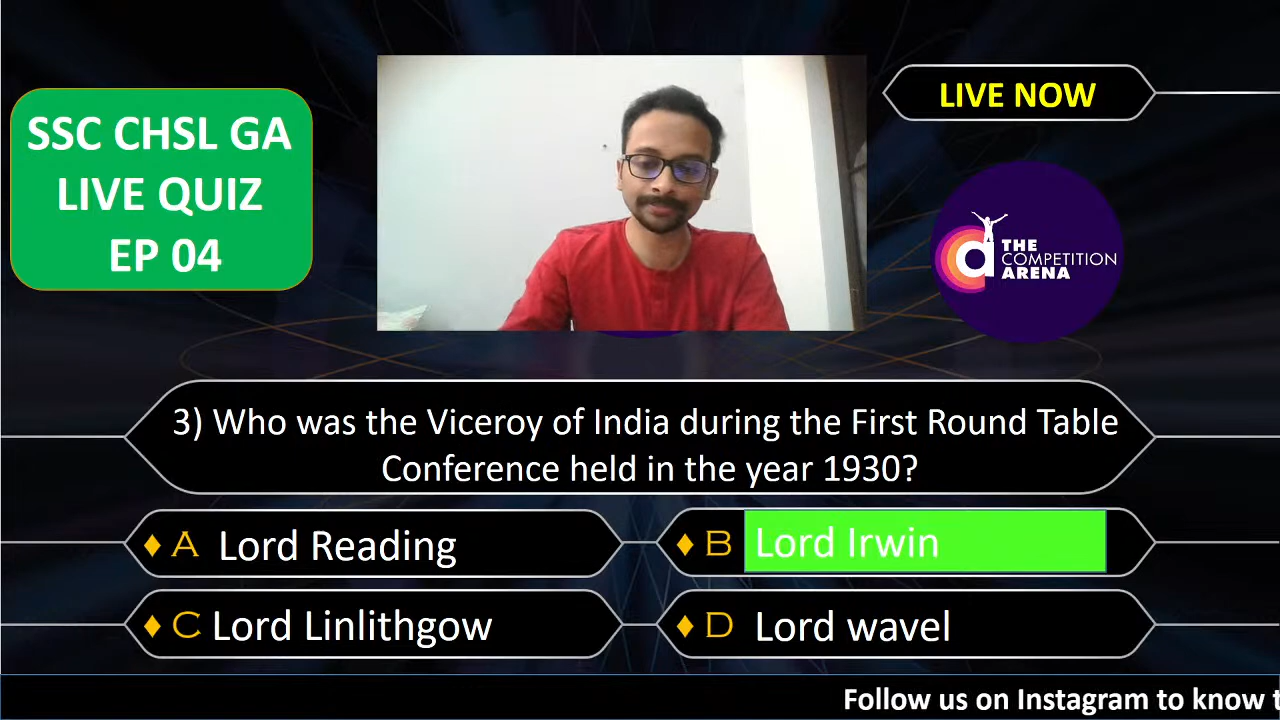 SSC CHSL GA
LIVE QUIZ
EP 04
LIVE NOW
THE
COMPETITION
ARENA
3) Who was the Viceroy of India during the First Round Table
Conference held in the year 1930?
A Lord Reading
B Lord Irwin
C Lord Linlithgow
D Lord wavel
Follow us on Instagram to know t